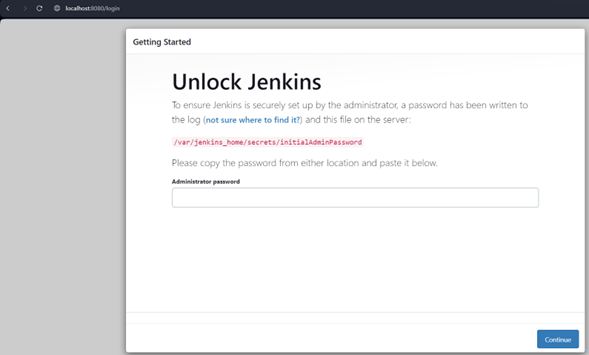 localhost:8080/login
Getting Started
Unlock Jenkins
To ensure Jenkins is securely set up by the administrator, a password has been written to
the log (not sure where to find it?) and this file on the server:
/var/jenkins_home/secrets/initialAdminPassword
Please copy the password from either location and paste it below.
Administrator password
Continue